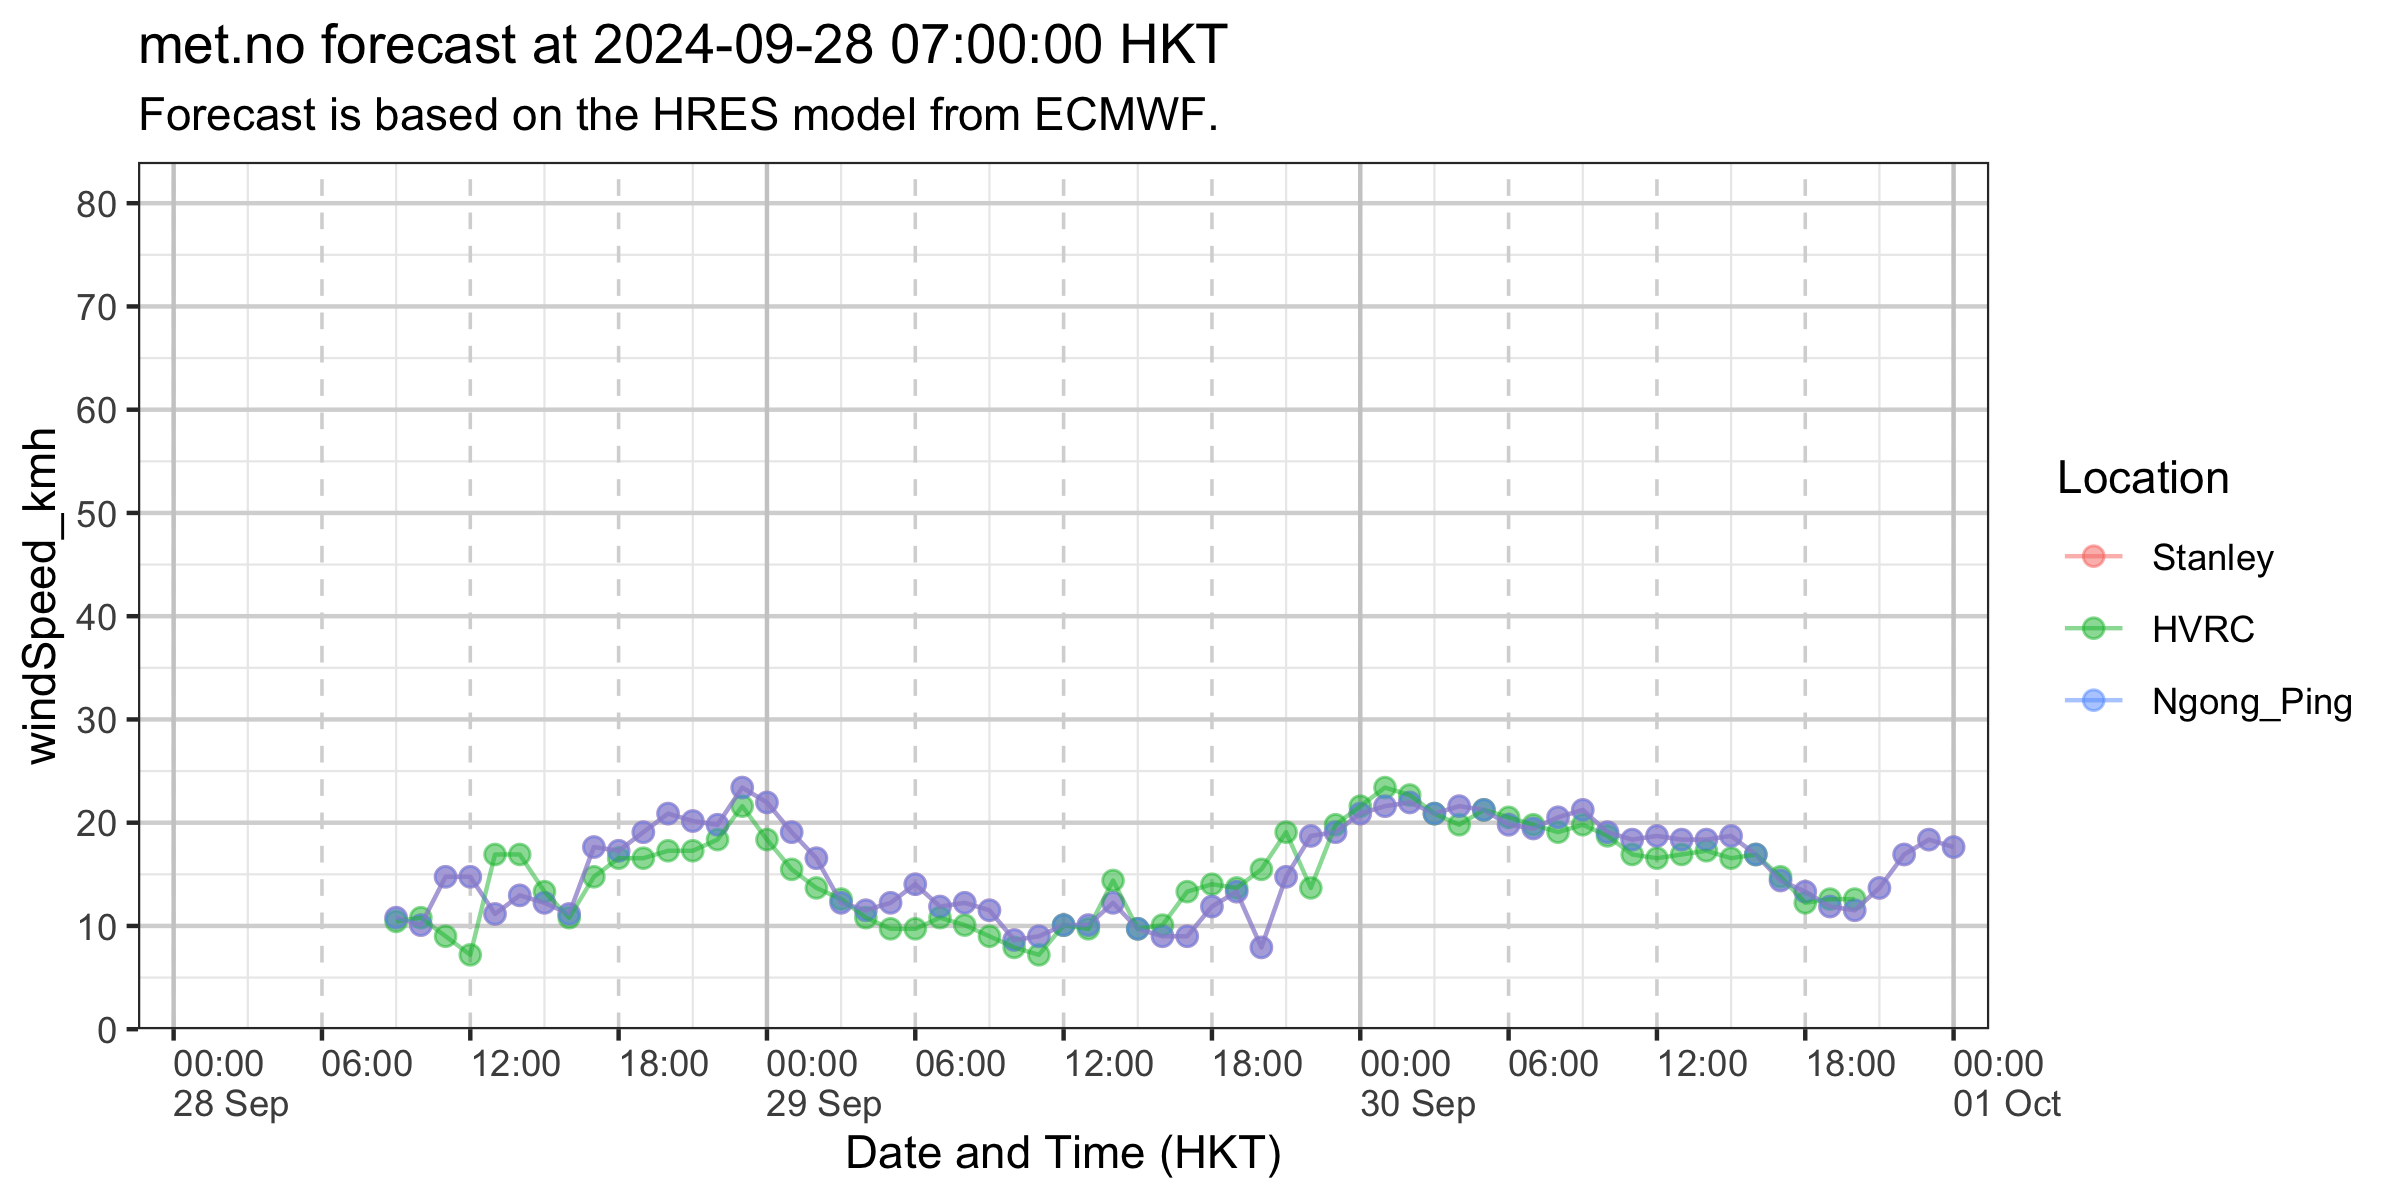 met.no forecast at 2024-09-28 07:00:00 HKT
Forecast is based on the HRES model from ECMWF.
windSpeed_kmh
80
70
60
50
40
30
20
10
0
00:00 06:00 12:00 18:00 00:00 06:00 12:00 18:00 00:00 06:00 12:00 18:00 00:00
28 Sep 29 Sep 30 Sep 01 Oct
Date and Time (HKT)
Location
Stanley
HVRC
Ngong_Ping